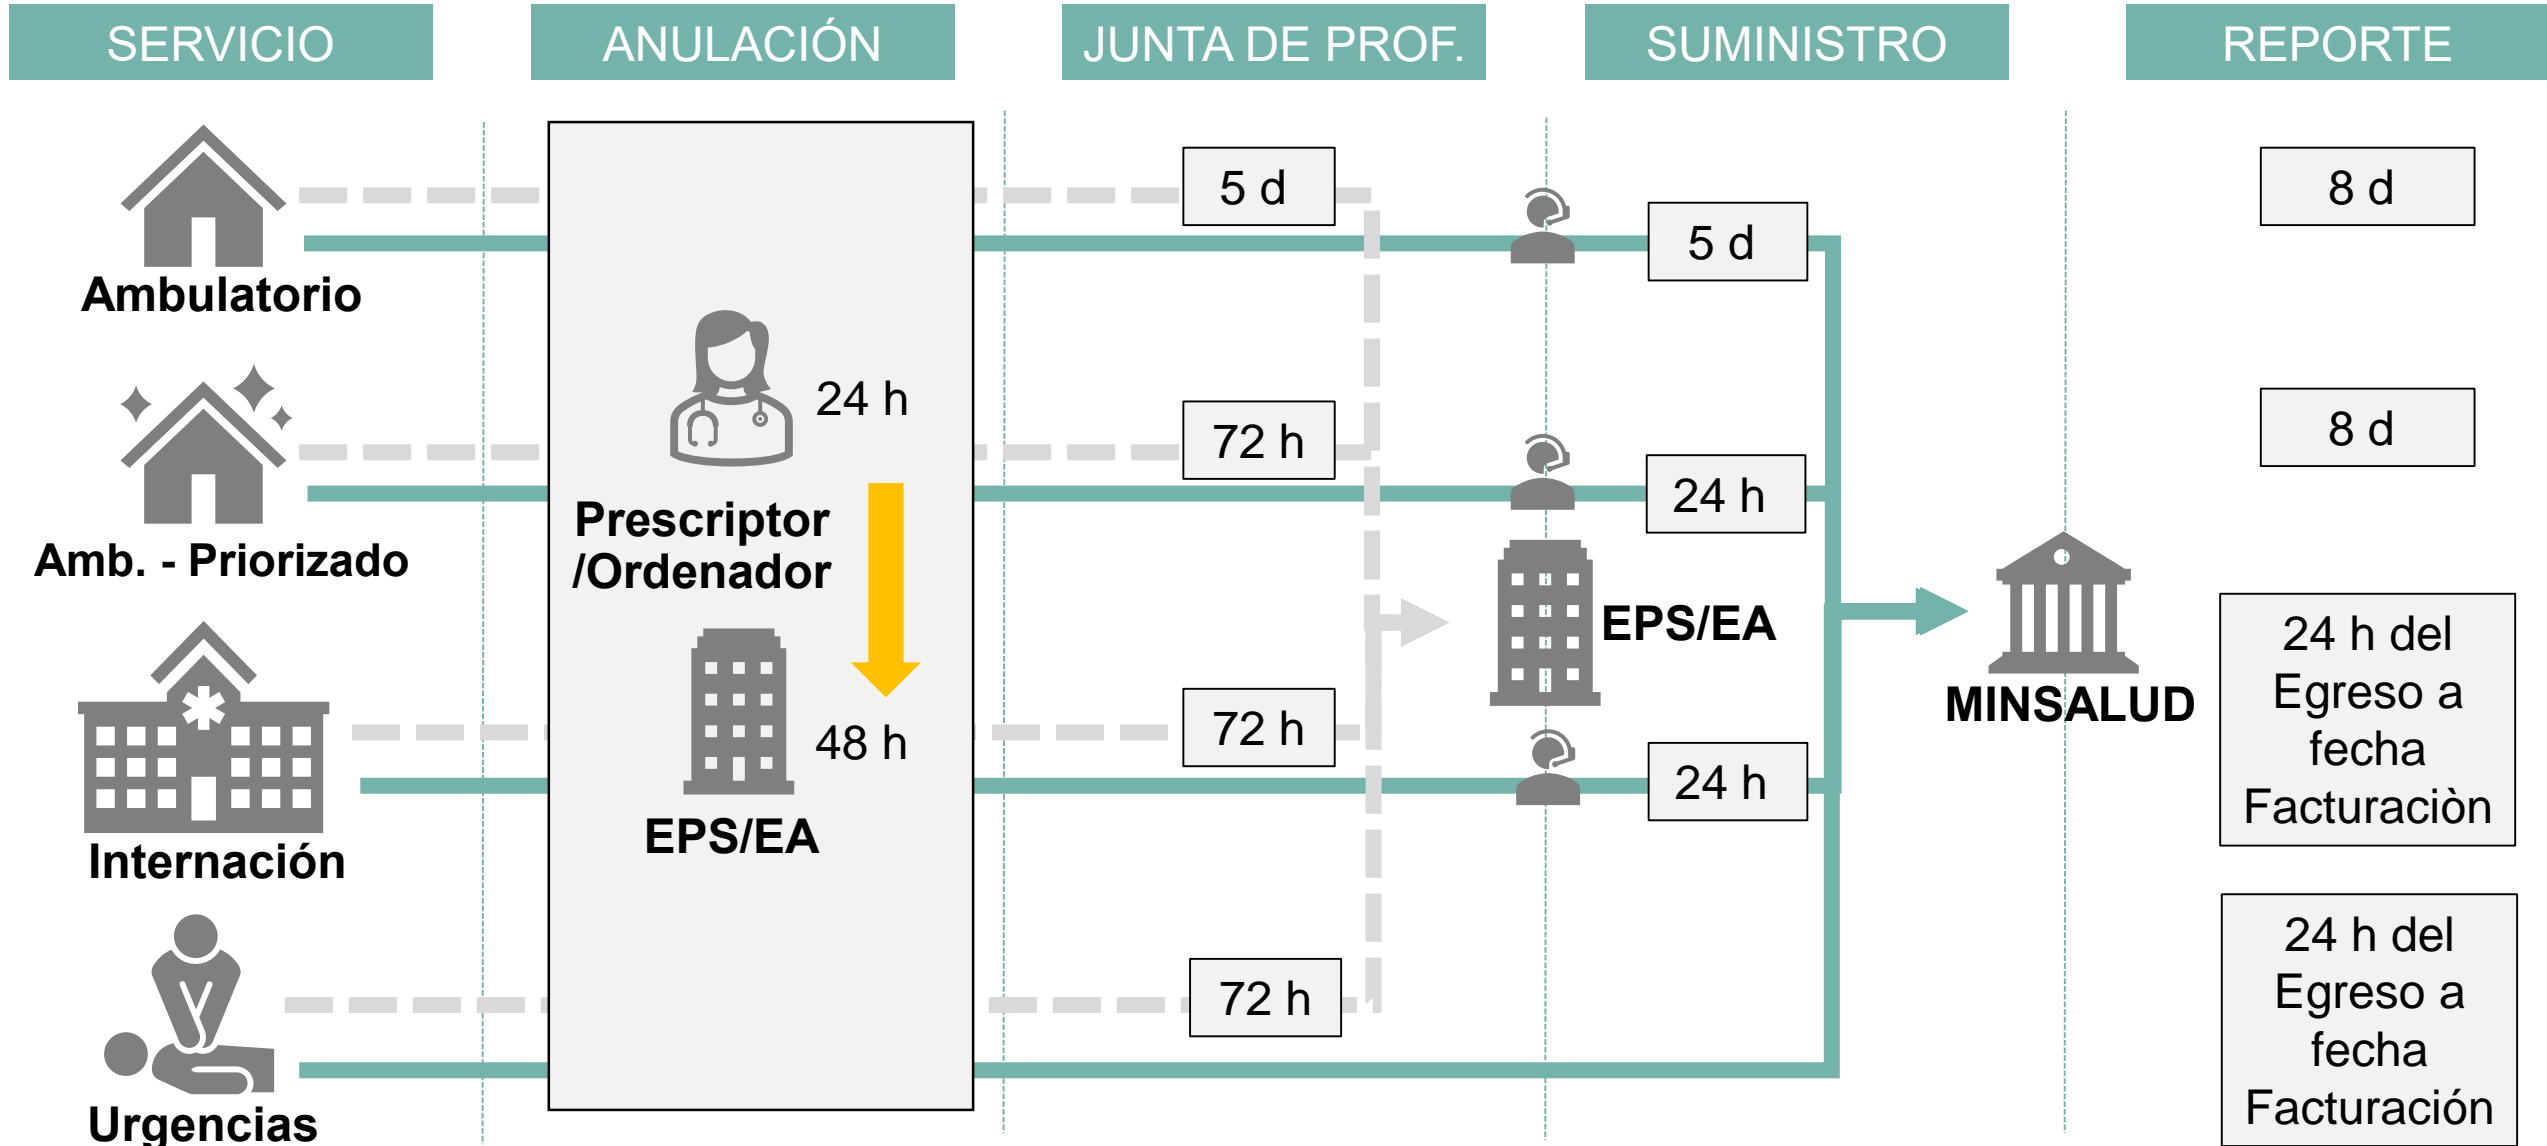 SERVICIO
ANULACIÓN
JUNTA DE PROF.
SUMINISTRO
REPORTE
Ambulatorio
5 d
5 d
8 d
Amb. - Priorizado
24 h
Prescriptor
/Ordenador
48 h
EPS/EA
72 h
24 h
EPS/EA
8 d
MINSALUD
Internación
72 h
24 h
24 h del
Egreso a
fecha
Facturaciòn
Urgencias
72 h
24 h del
Egreso a
fecha
Facturación